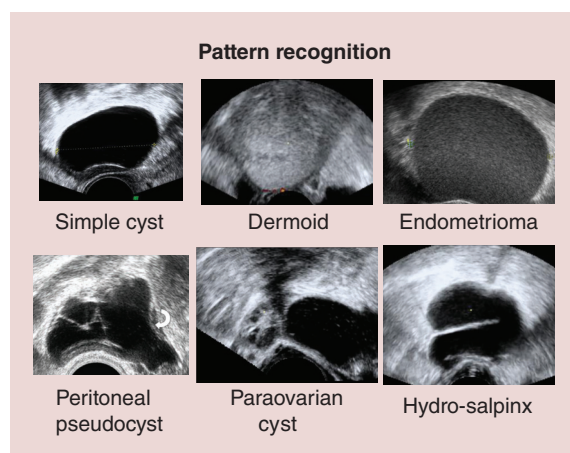 Pattern recognition
Simple cyst
Dermoid
Endometrioma
Peritoneal
pseudocyst
Paraovarian
cyst
Hydro-salpinx